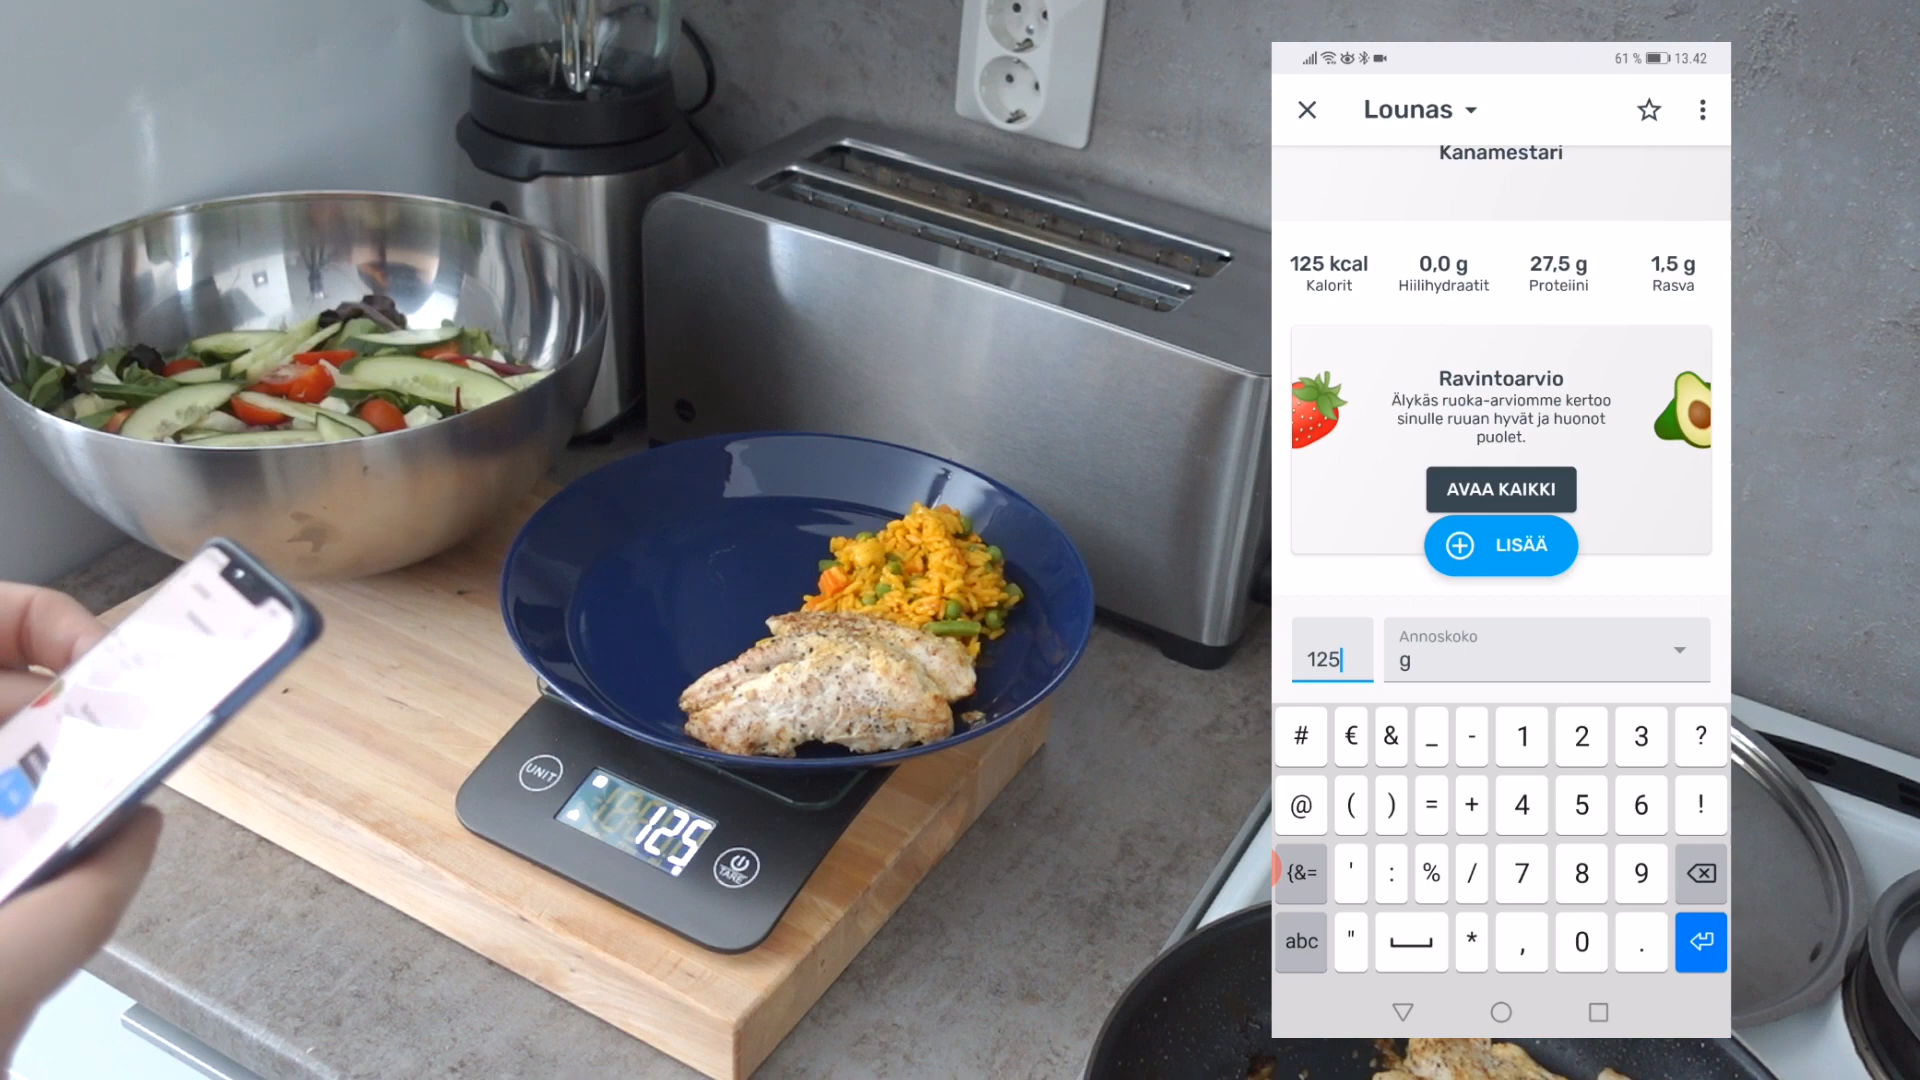 61 % 13.42
Lounas
Kanamestari
125 kcal 0,0 g 27,5 g 1,5 g
Kalorit Hiilihydraatit Proteiini Rasva
Ravintoarvio
Älykäs ruoka-arviomme kertoo
sinulle ruuan hyvät ja huonot
puolet.
AVAA KAIKKI
LISÄÄ
Annoskoko
125 g
# € & _ - 1 2 3 ?
@ ( ) = + 4 5 6 !
{&= ' : % / 7 8 9
abc " * , 0 .
UNIT
125
TARE